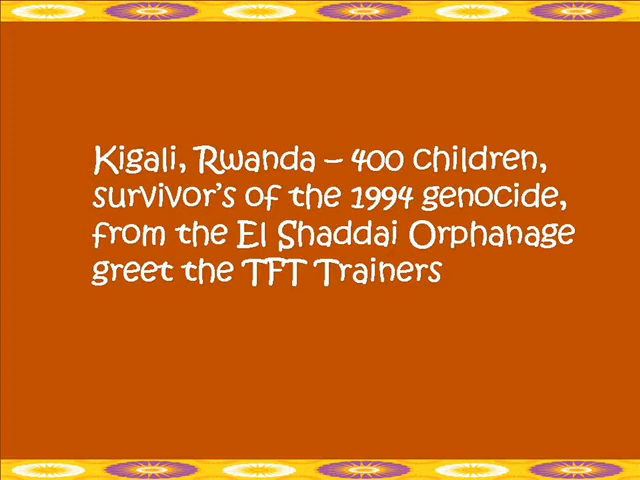 Kigali, Rwanda – 400 children,
survivor's of the 1994 genocide,
from the El Shaddai Orphanage
greet the TFT Trainers